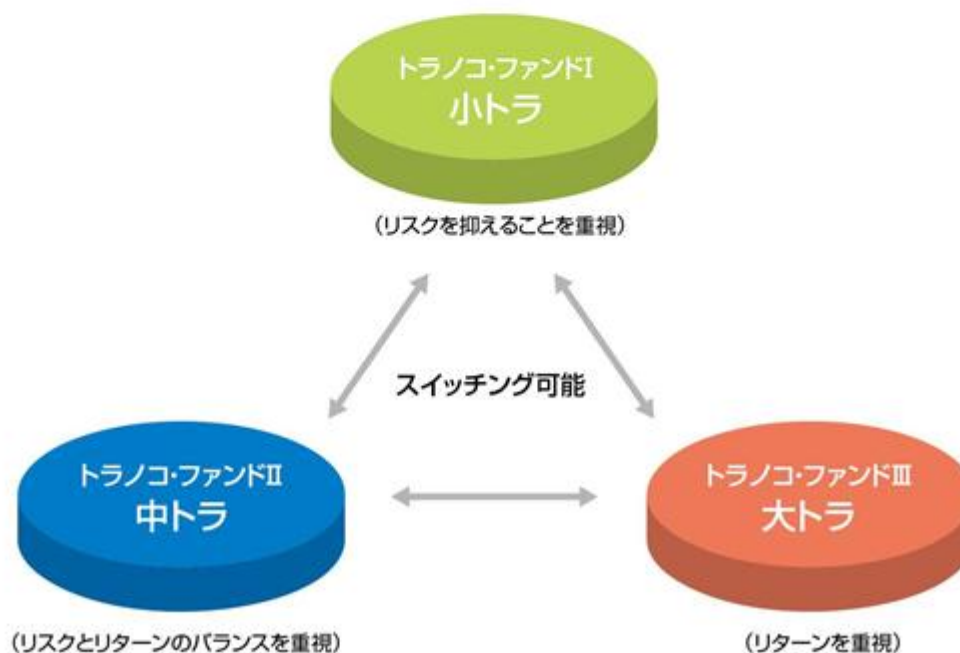 トラノコ・ファンドⅠ
小トラ
(リスクを抑えることを重視)
スイッチング可能
トラノコ・ファンドⅡ
中トラ
(リスクとリターンのバランスを重視)
トラノコ・ファンドⅢ
大トラ
(リターンを重視)